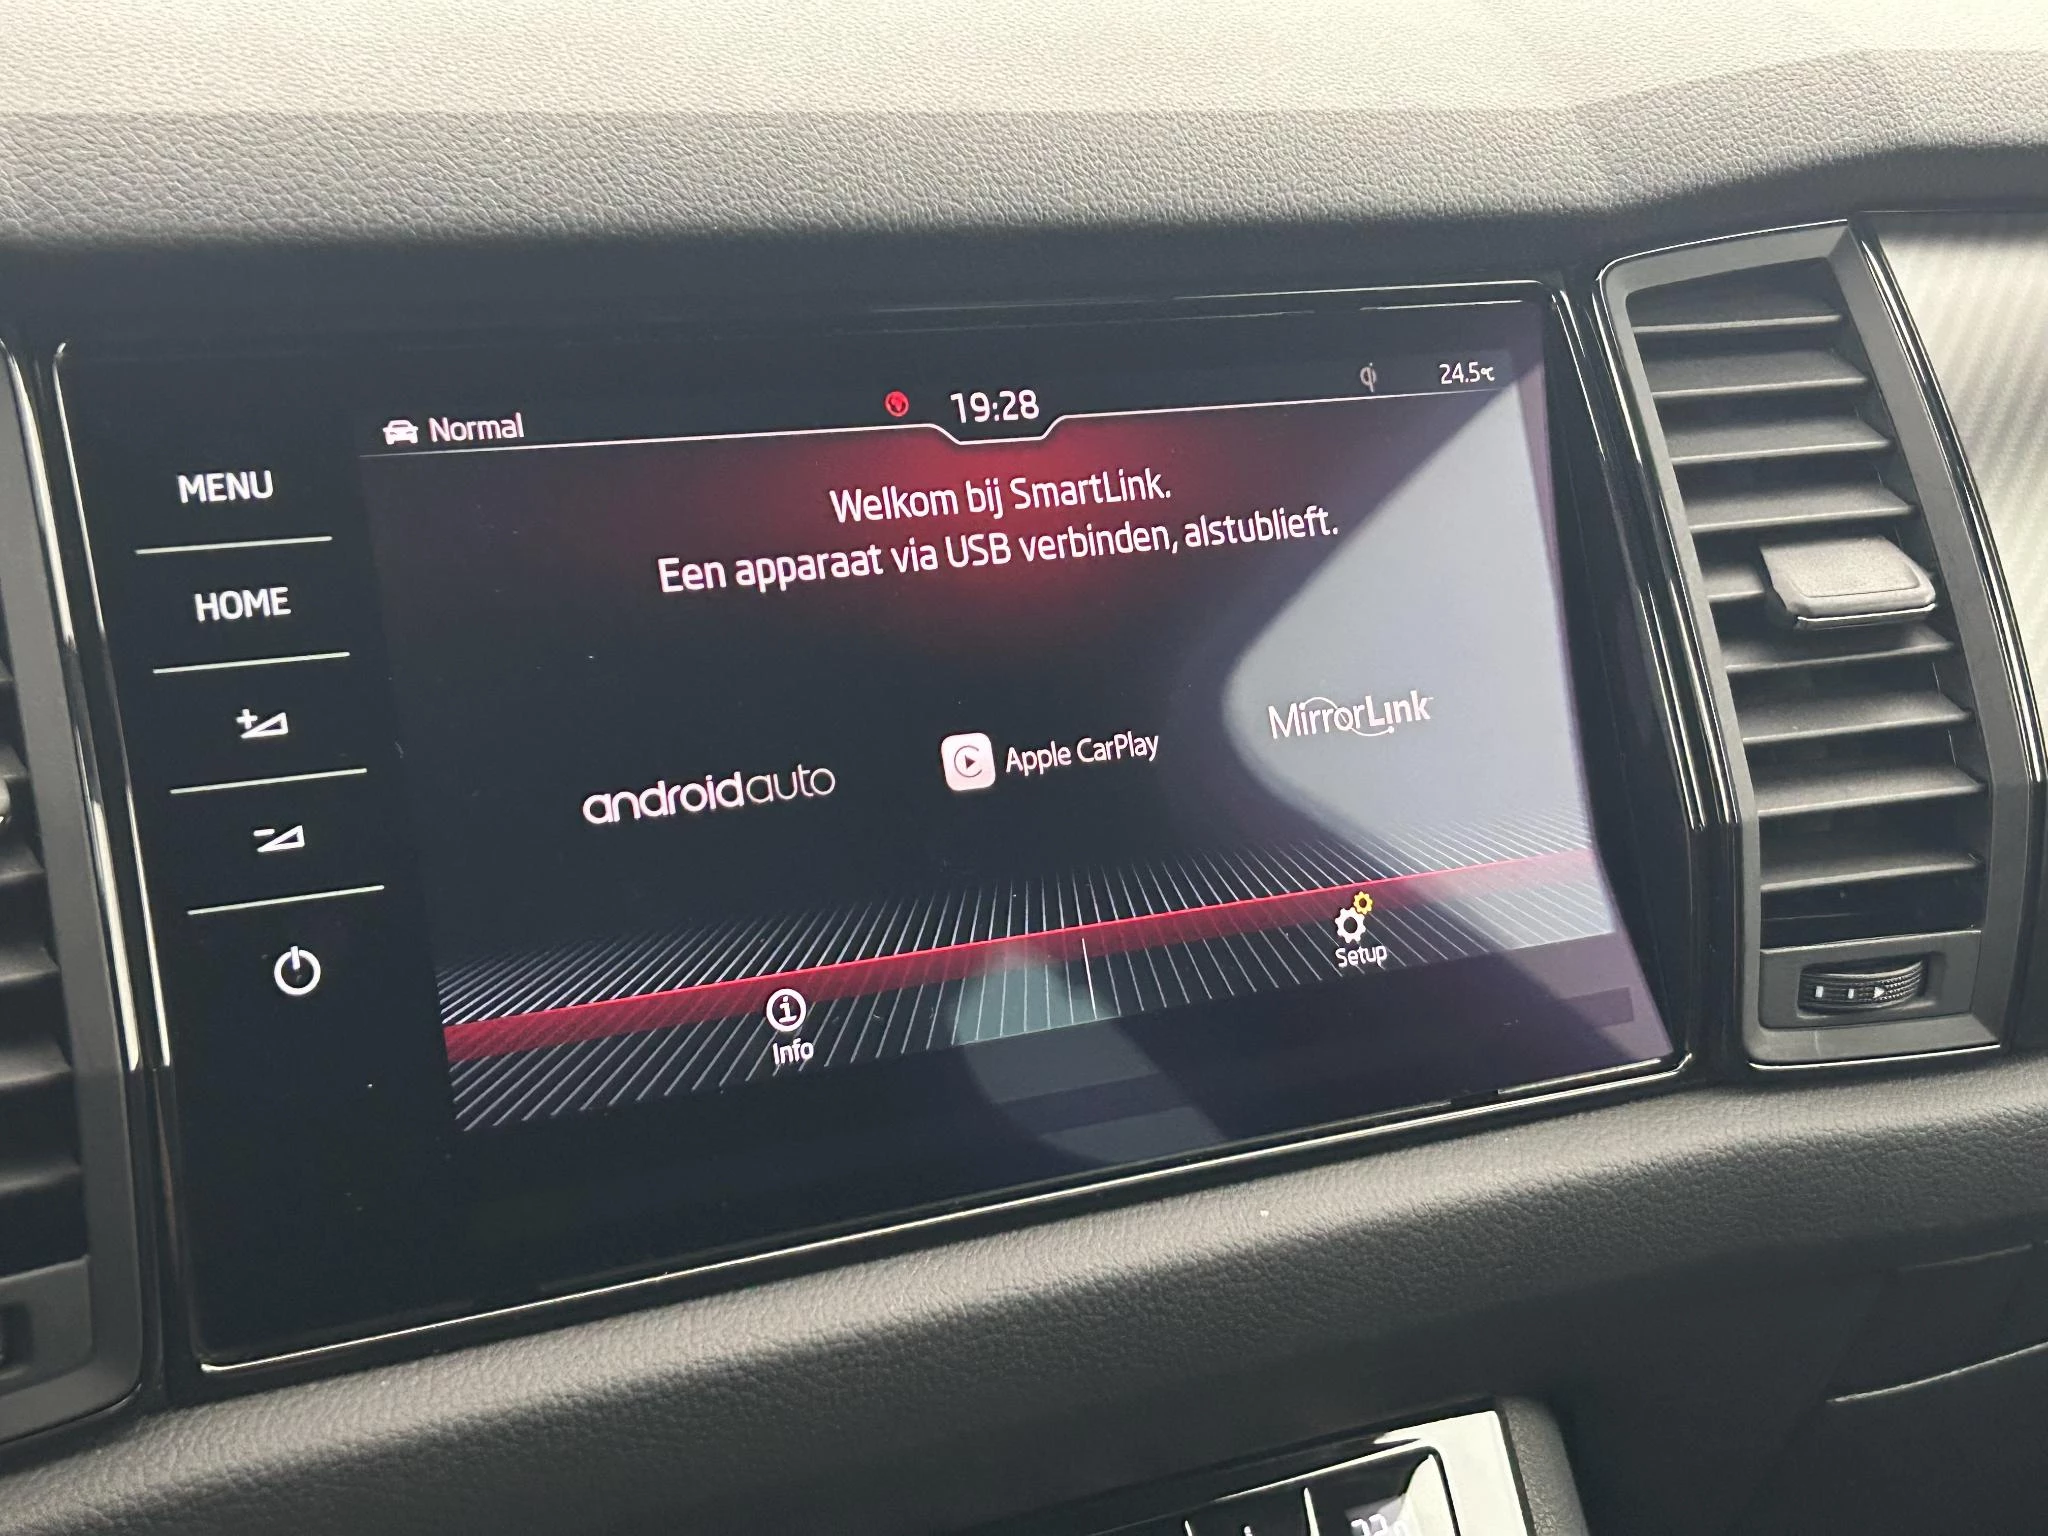 Normal
19:28
24.5°C
MENU
HOME
Welkom bij SmartLink.
Een apparaat via USB verbinden, alstublieft.
androidauto
Apple CarPlay
MirrorLink™
Info
Setup